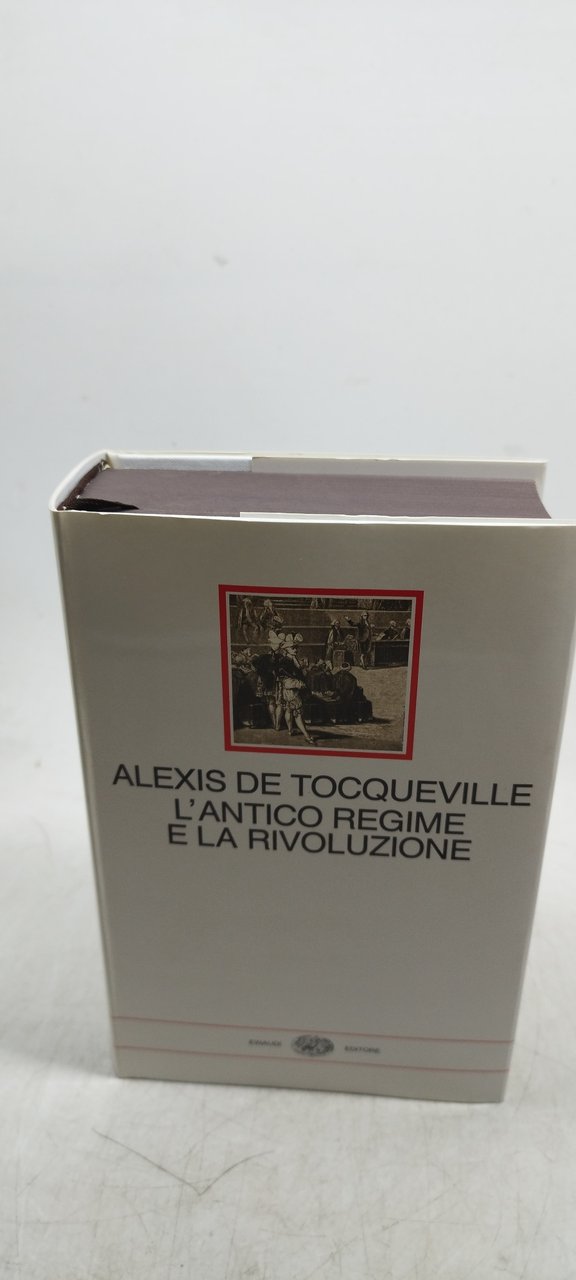 ALEXIS DE TOCQUEVILLE
L'ANTICO REGIME
E LA RIVOLUZIONE
EINAUDI EDITORE